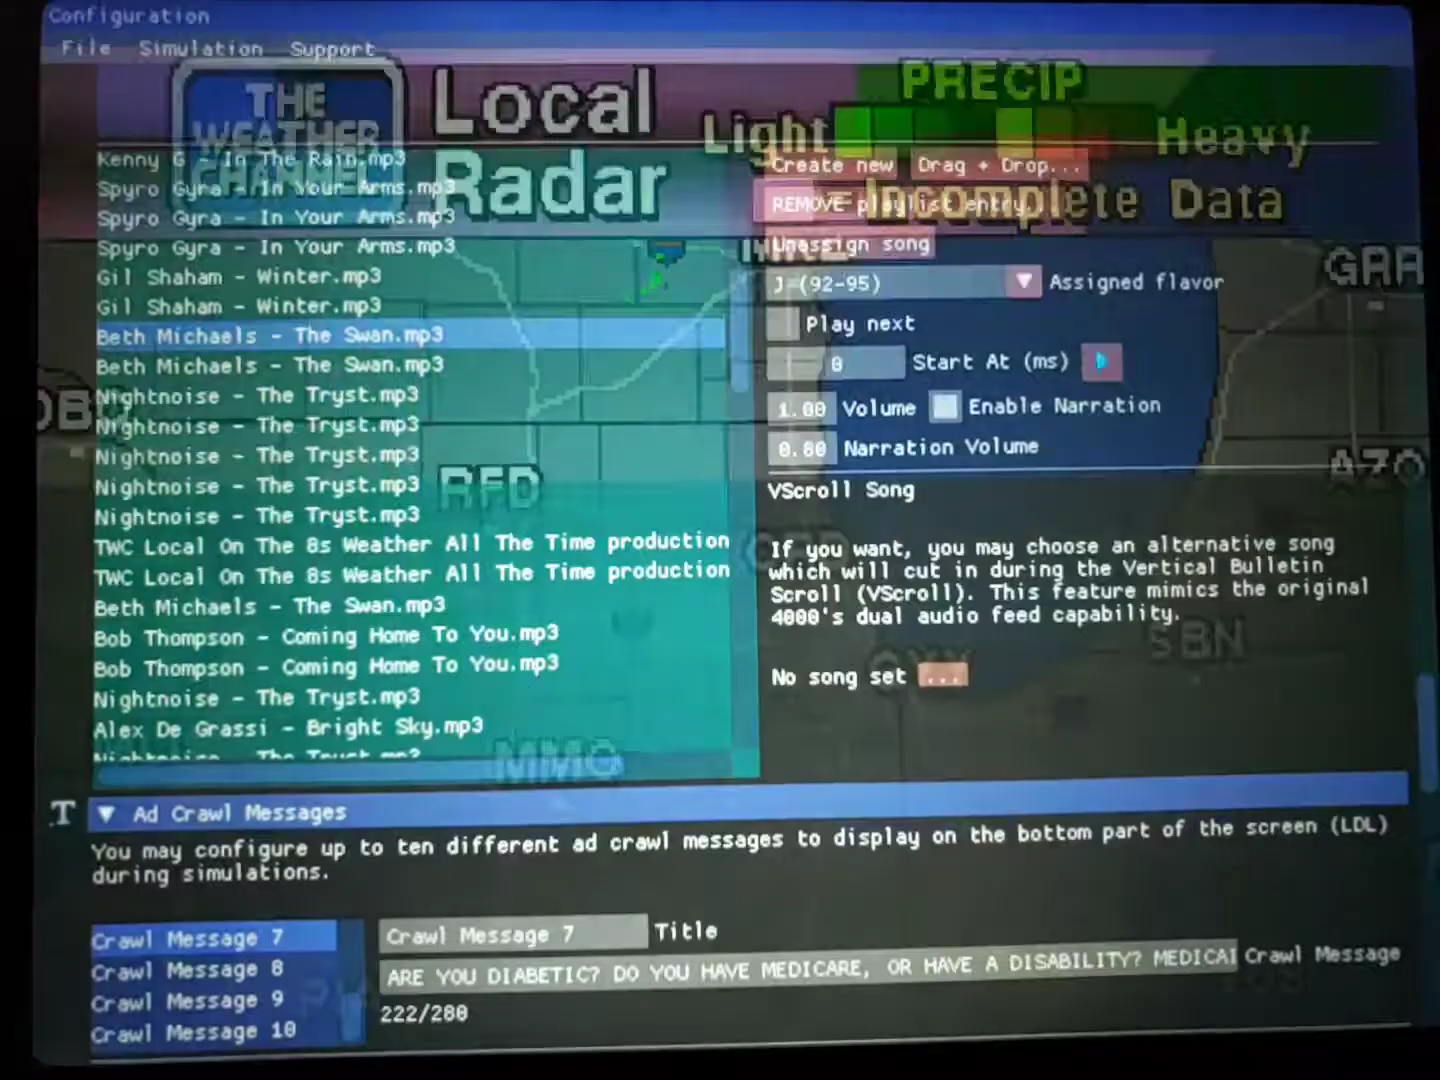 Configuration
File Simulation Support
THE WEATHER CHANNEL
Local Radar
PRECIP
Light Heavy
Incomplete Data
Kenny G - In The Rain.mp3
Spyro Gyra - In Your Arms.mp3
Spyro Gyra - In Your Arms.mp3
Spyro Gyra - In Your Arms.mp3
Gil Shaham - Winter.mp3
Gil Shaham - Winter.mp3
Beth Michaels - The Swan.mp3
Beth Michaels - The Swan.mp3
Nightnoise - The Tryst.mp3
Nightnoise - The Tryst.mp3
Nightnoise - The Tryst.mp3
Nightnoise - The Tryst.mp3
Nightnoise - The Tryst.mp3
TWC Local On The 8s Weather All The Time production
TWC Local On The 8s Weather All The Time production
Beth Michaels - The Swan.mp3
Bob Thompson - Coming Home To You.mp3
Bob Thompson - Coming Home To You.mp3
Nightnoise - The Tryst.mp3
Alex De Grassi - Bright Sky.mp3
Nightnoise - The Tryst.mp3
Create new Drag + Drop...
REMOVE playlist entry
Unassign song
J (92-95) Assigned flavor
Play next
0 Start At (ms)
1.00 Volume Enable Narration
0.80 Narration Volume
VScroll Song
If you want, you may choose an alternative song
which will cut in during the Vertical Bulletin
Scroll (VScroll). This feature mimics the original
4000's dual audio feed capability.
No song set ...
GRR
AZO
RFD
SBN
MMO
Ad Crawl Messages
You may configure up to ten different ad crawl messages to display on the bottom part of the screen (LDL)
during simulations.
Crawl Message 7
Crawl Message 8
Crawl Message 9
Crawl Message 10
Crawl Message 7 Title
ARE YOU DIABETIC? DO YOU HAVE MEDICARE, OR HAVE A DISABILITY? MEDICAI Crawl Message
222/280